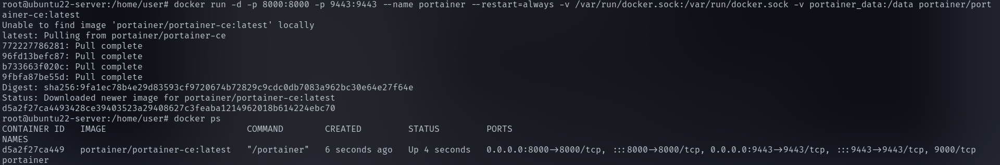 root@ubuntu22-server:/home/user# docker run -d -p 8000:8000 -p 9443:9443 --name portainer --restart=always -v /var/run/docker.sock:/var/run/docker.sock -v portainer_data:/data portainer/port
ainer-ce:latest
Unable to find image 'portainer/portainer-ce:latest' locally
latest: Pulling from portainer/portainer-ce
772227786281: Pull complete
96fd13befc87: Pull complete
b733663f020c: Pull complete
9fbfa87be55d: Pull complete
Digest: sha256:9fa1ec78b4e29d83593cf9720674b72829c9cdc0db7083a962bc30e64e27f64e
Status: Downloaded newer image for portainer/portainer-ce:latest
d5a2f27ca4493428ce39403523a29408627c3feaba1214962018b614224ebc70
root@ubuntu22-server:/home/user# docker ps
CONTAINER ID   IMAGE                           COMMAND        CREATED         STATUS         PORTS
NAMES
d5a2f27ca449   portainer/portainer-ce:latest   "/portainer"   6 seconds ago   Up 4 seconds   0.0.0.0:8000->8000/tcp, :::8000->8000/tcp, 0.0.0.0:9443->9443/tcp, :::9443->9443/tcp, 9000/tcp
portainer